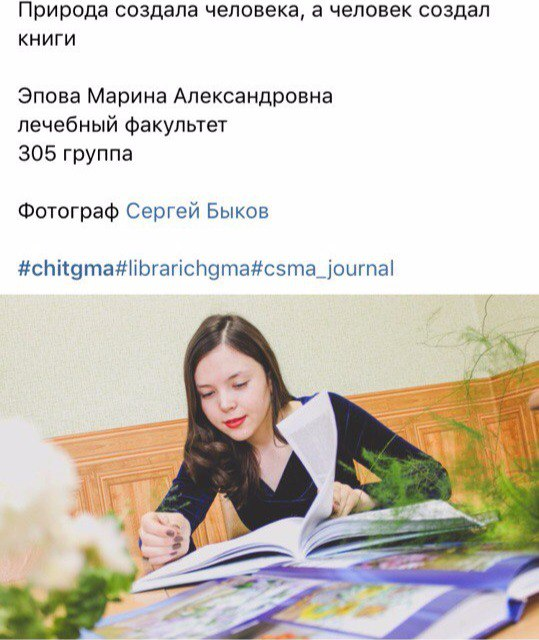 Природа создала человека, а человек создал
книги
Эпова Марина Александровна
лечебный факультет
305 группа
Фотограф Сергей Быков
#chitgma#librarichgma#csma_journal